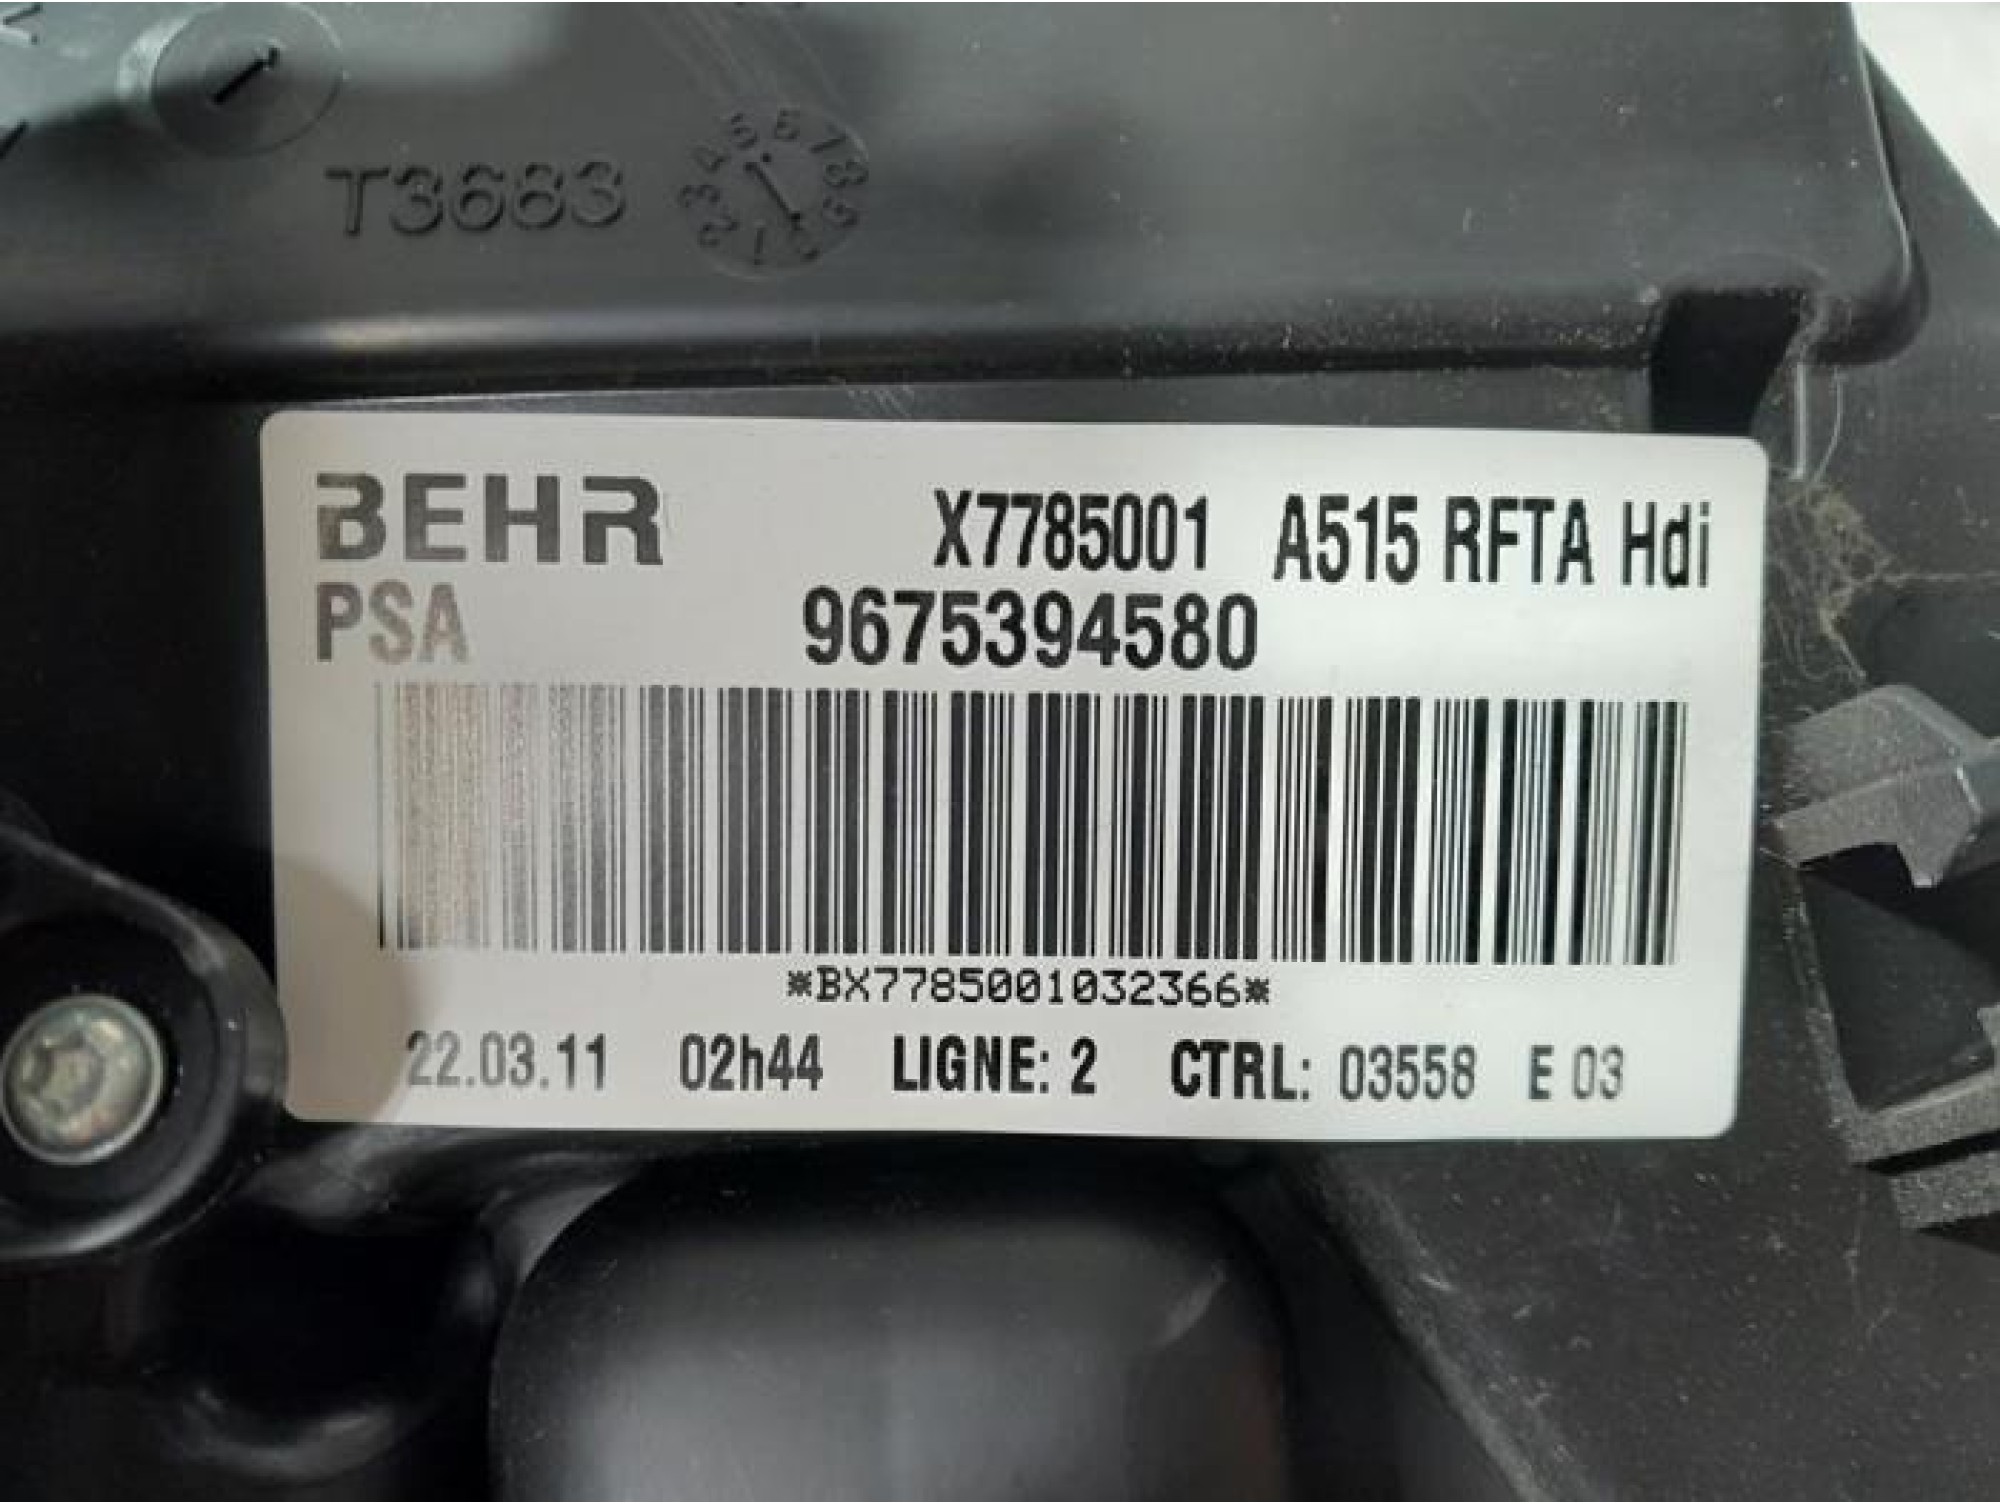 T3683
BEHR X7785001 A515 RFTA Hdi
PSA 9675394580
*BX7785001032366*
22.03.11 02h44 LIGNE: 2 CTRL: 03558 E 03